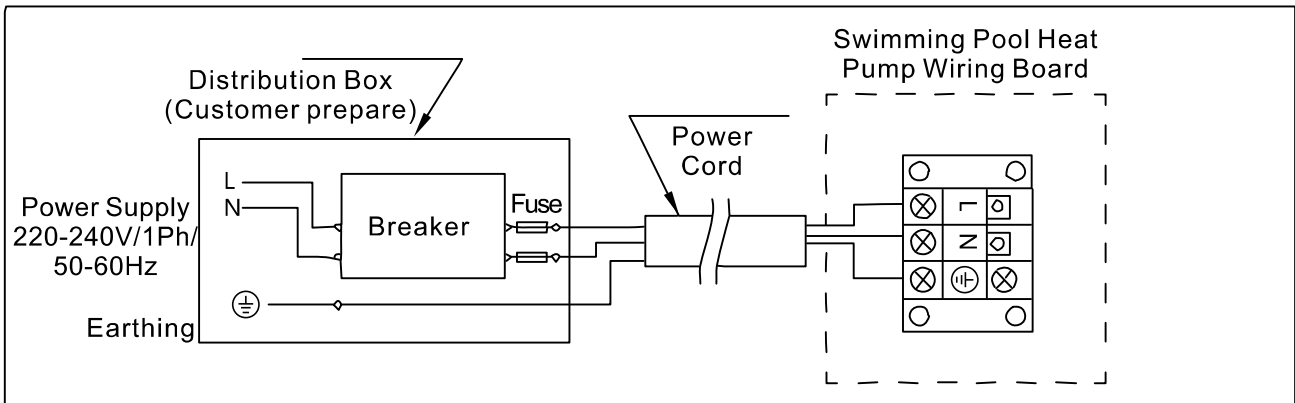 Swimming Pool Heat
Pump Wiring Board
Distribution Box
(Customer prepare)
Power
Cord
L
N
Fuse
Breaker
Power Supply
220-240V/1Ph/
50-60Hz
Earthing
L
N